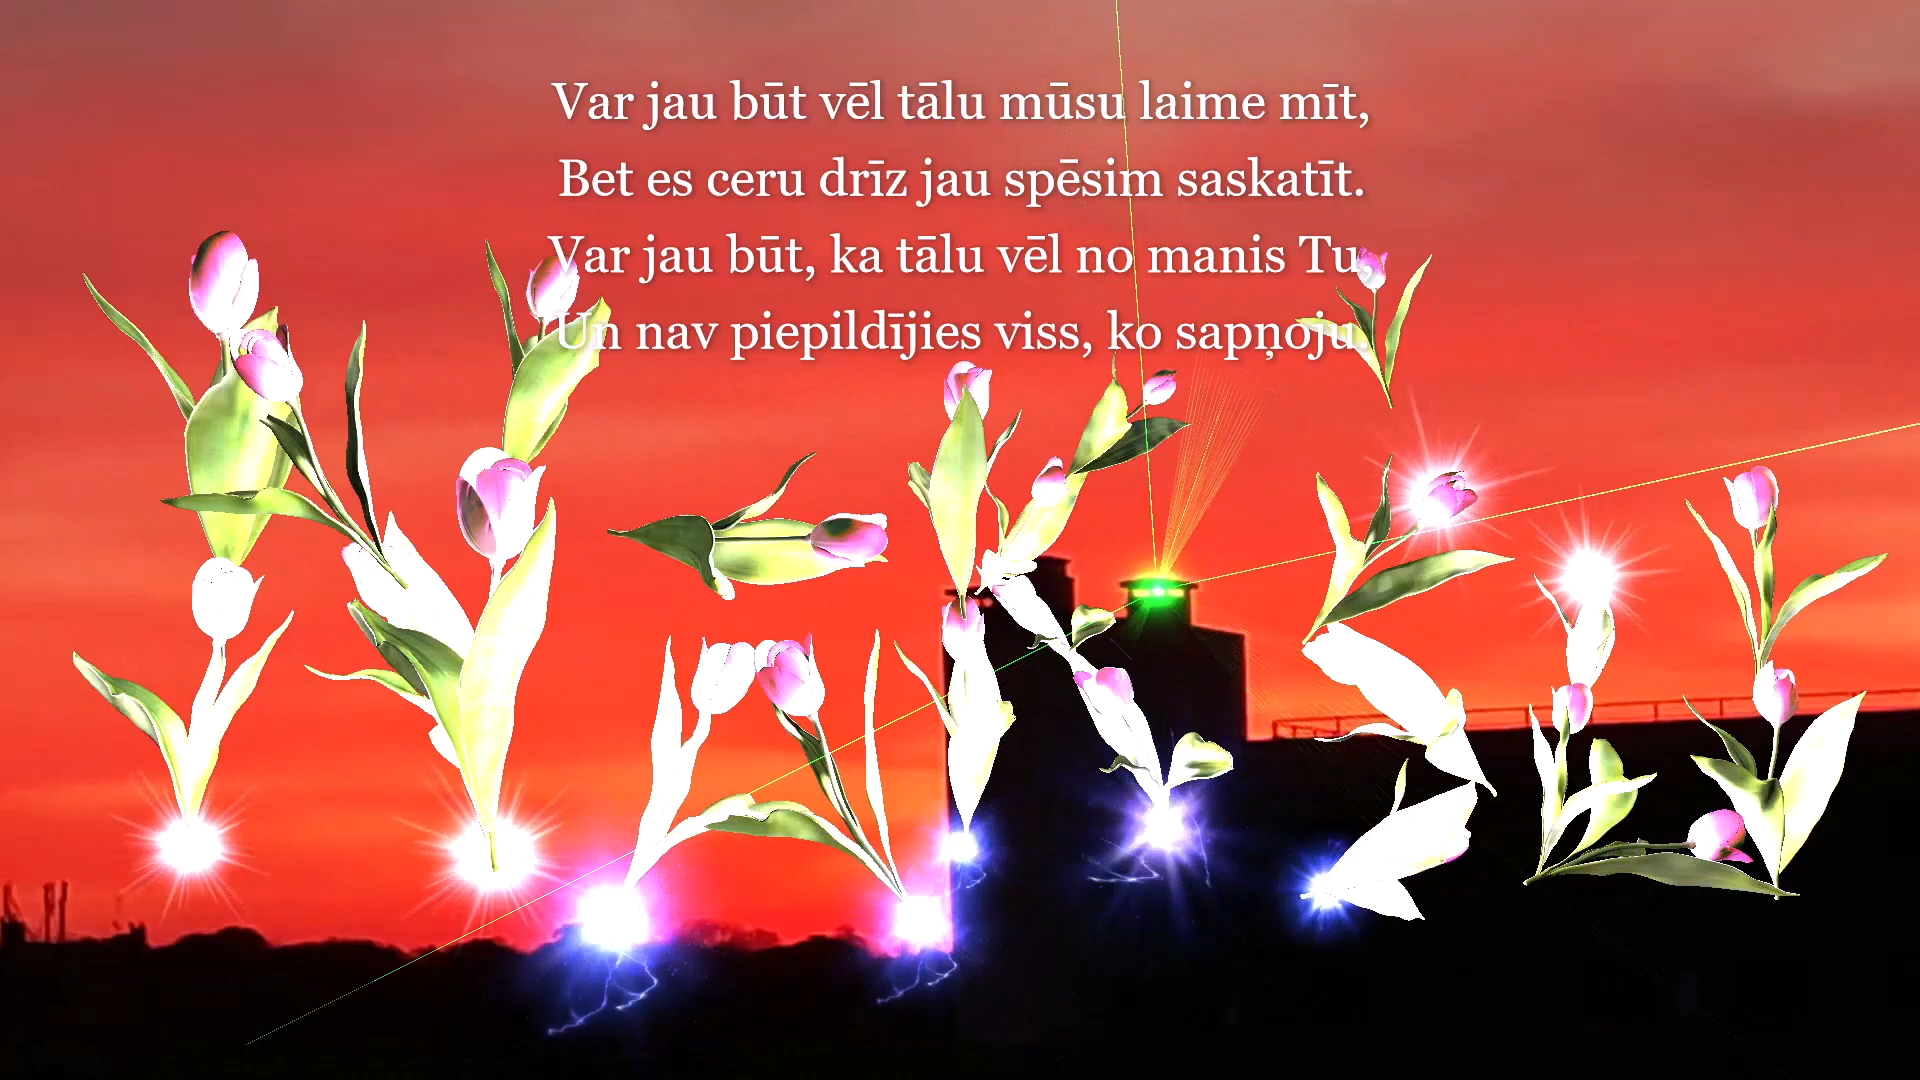 Var jau būt vēl tālu mūsu laime mīt,
Bet es ceru drīz jau spēsim saskatīt.
Var jau būt, ka tālu vēl no manis Tu,
Un nav piepildījies viss, ko sapņoju.
Nākšu